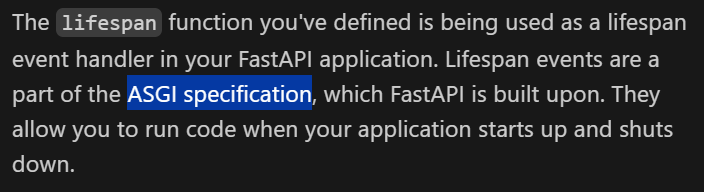 The lifespan function you've defined is being used as a lifespan
event handler in your FastAPI application. Lifespan events are a
part of the ASGI specification, which FastAPI is built upon. They
allow you to run code when your application starts up and shuts
down.